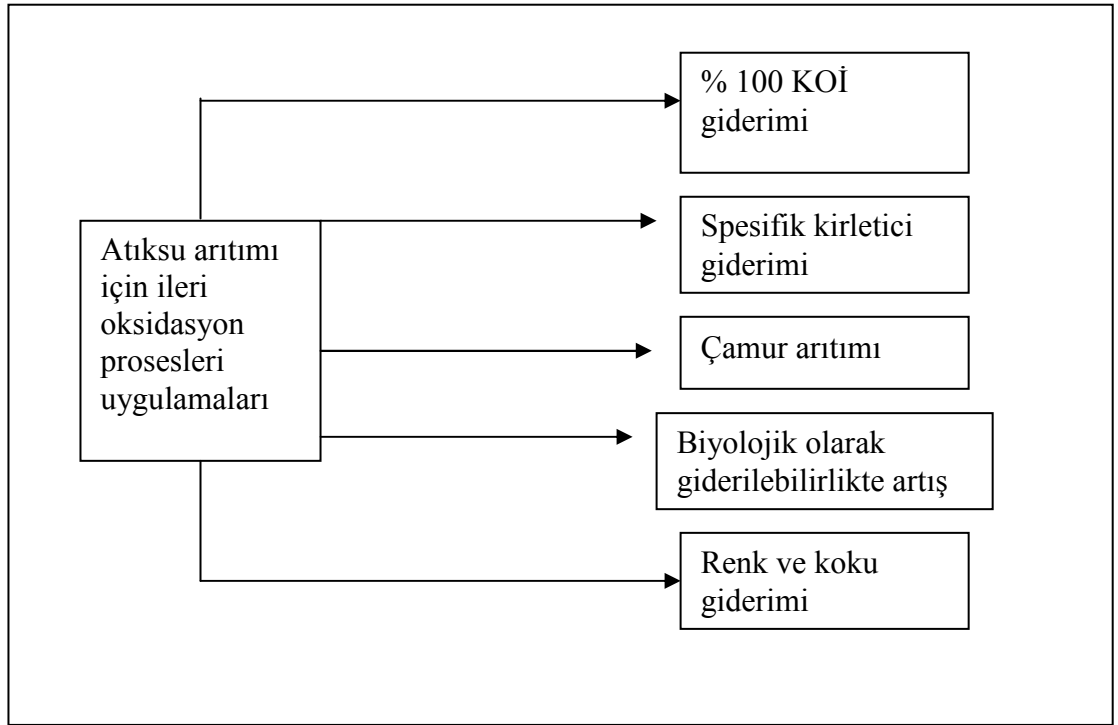 Atıksu arıtımı
için ileri
oksidasyon
prosesleri
uygulamaları
% 100 KOİ
giderimi
Spesifik kirletici
giderimi
Çamur arıtımı
Biyolojik olarak
giderilebilirlikte artış
Renk ve koku
giderimi